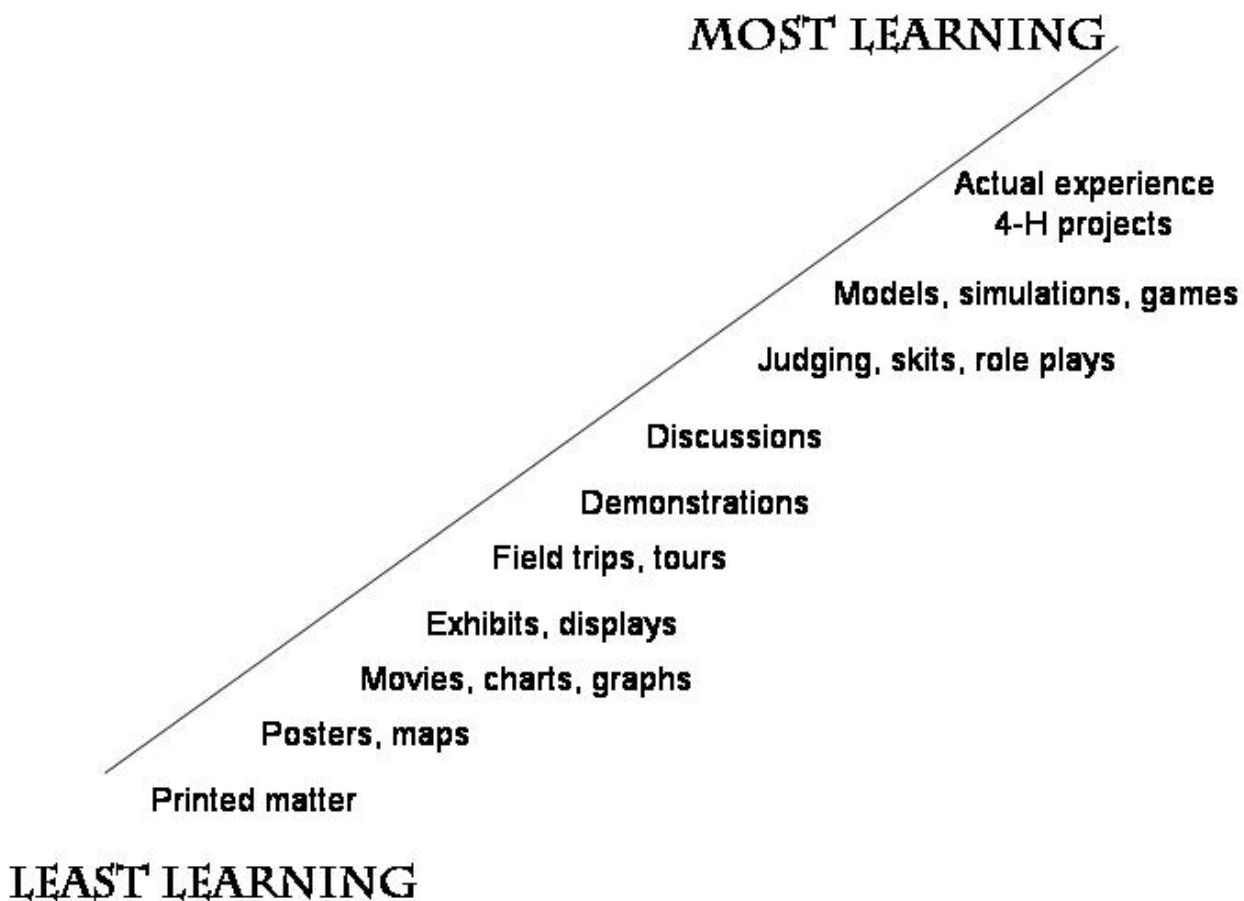 MOST LEARNING
Actual experience
4-H projects
Models, simulations, games
Judging, skits, role plays
Discussions
Demonstrations
Field trips, tours
Exhibits, displays
Movies, charts, graphs
Posters, maps
Printed matter
LEAST LEARNING